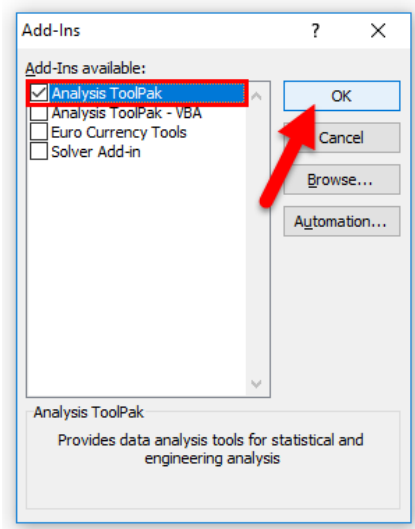 Add-Ins ?
Add-Ins available:
Analysis ToolPak
Analysis ToolPak - VBA
Euro Currency Tools
Solver Add-in
OK
Cancel
Browse...
Automation...
Analysis ToolPak
Provides data analysis tools for statistical and
engineering analysis